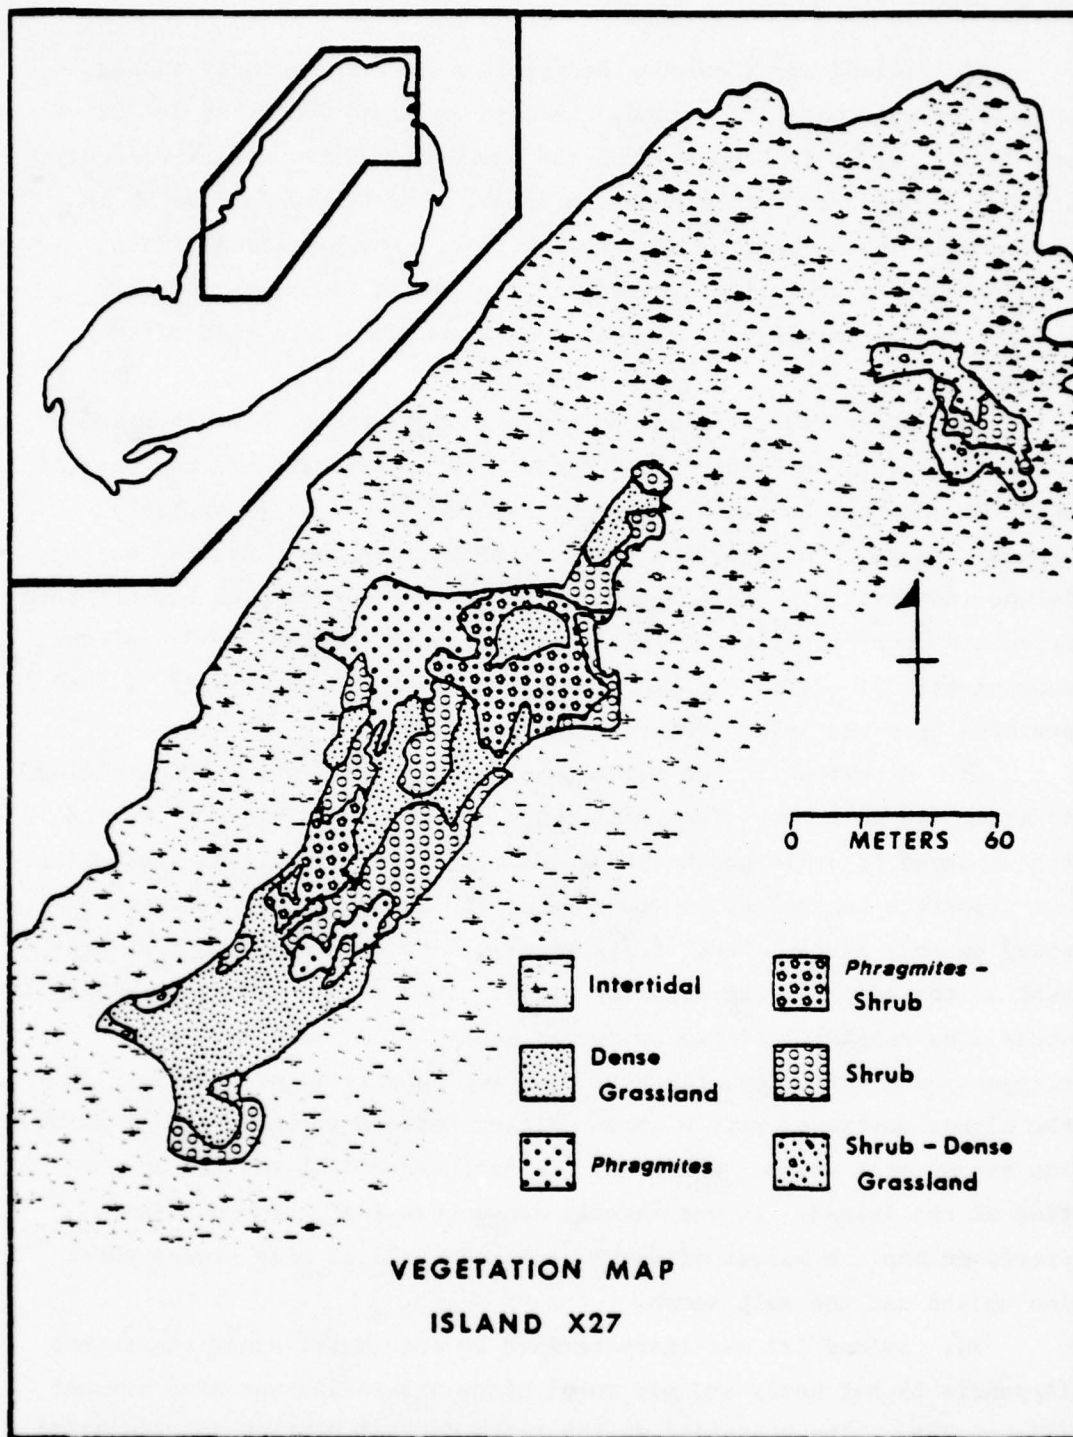 0 METERS 60
Intertidal
Dense
Grassland
Phragmites
Phragmites –
Shrub
Shrub
Shrub – Dense
Grassland
VEGETATION MAP
ISLAND X27